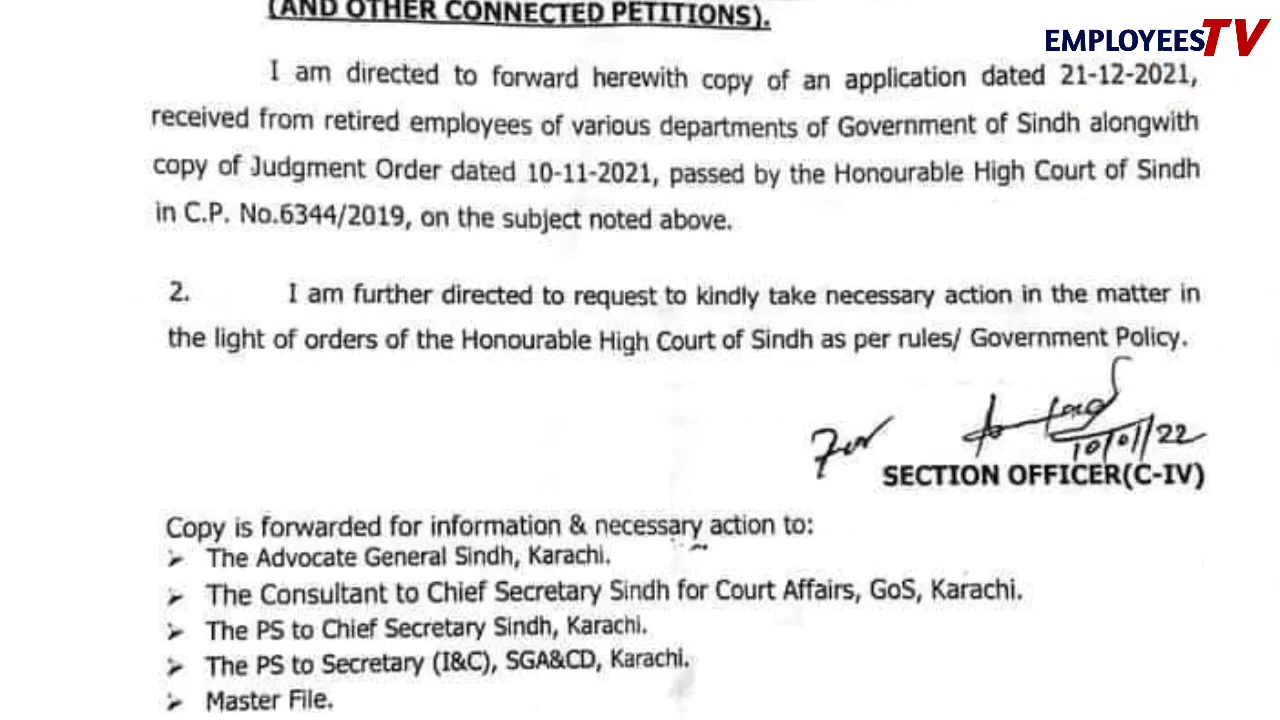 (AND OTHER CONNECTED PETITIONS).
EMPLOYEES TV
I am directed to forward herewith copy of an application dated 21-12-2021,
received from retired employees of various departments of Government of Sindh alongwith
copy of Judgment Order dated 10-11-2021, passed by the Honourable High Court of Sindh
in C.P. No.6344/2019, on the subject noted above.
2. I am further directed to request to kindly take necessary action in the matter in
the light of orders of the Honourable High Court of Sindh as per rules/ Government Policy.
For
10/01/22
SECTION OFFICER(C-IV)
Copy is forwarded for information & necessary action to:
➢ The Advocate General Sindh, Karachi.
➢ The Consultant to Chief Secretary Sindh for Court Affairs, GoS, Karachi.
➢ The PS to Chief Secretary Sindh, Karachi.
➢ The PS to Secretary (I&C), SGA&CD, Karachi.
➢ Master File.